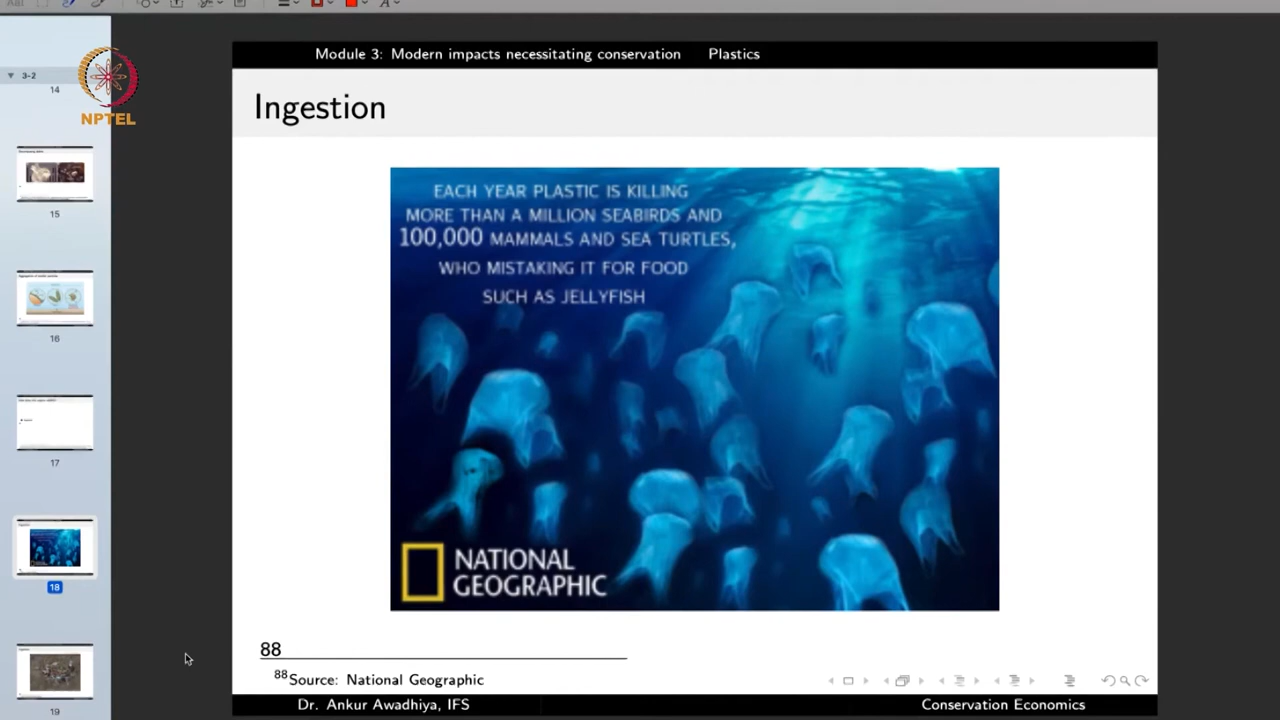 Module 3: Modern impacts necessitating conservation Plastics
3-2
14
NPTEL
Ingestion
EACH YEAR PLASTIC IS KILLING
MORE THAN A MILLION SEABIRDS AND
100,000 MAMMALS AND SEA TURTLES,
WHO MISTAKING IT FOR FOOD
SUCH AS JELLYFISH
15
16
17
18
19
NATIONAL
GEOGRAPHIC
88
88Source: National Geographic
Dr. Ankur Awadhiya, IFS Conservation Economics